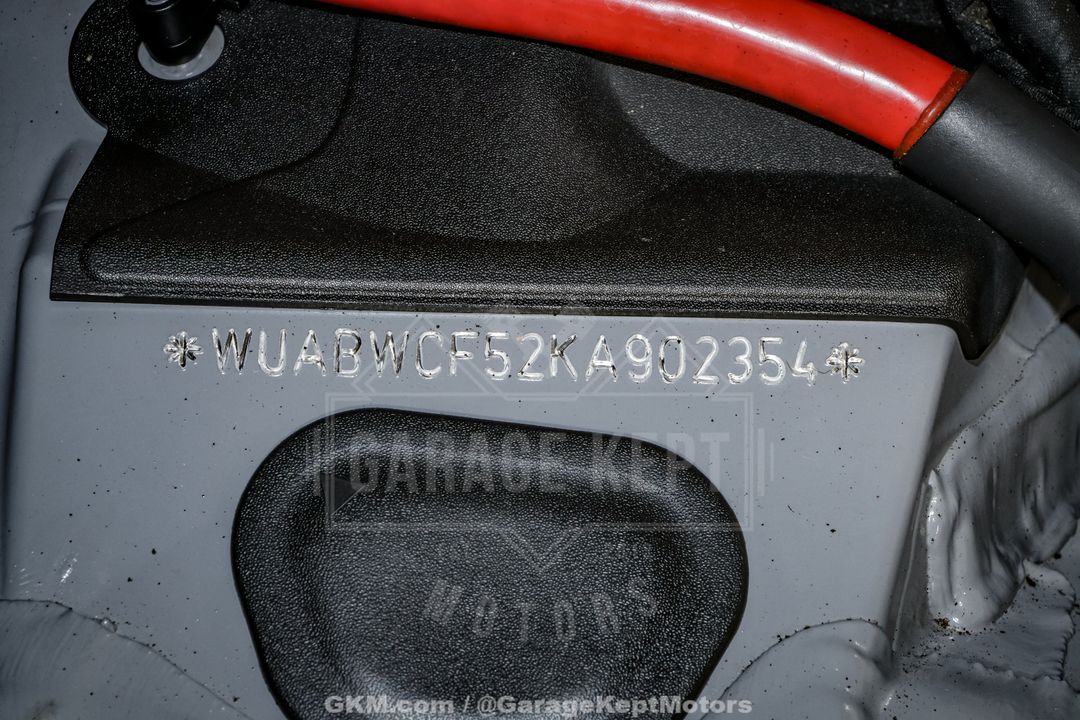 *WUABWCF52KA902354*
GARAGE KEPT
MOTORS
GKM.com / @GarageKeptMotors